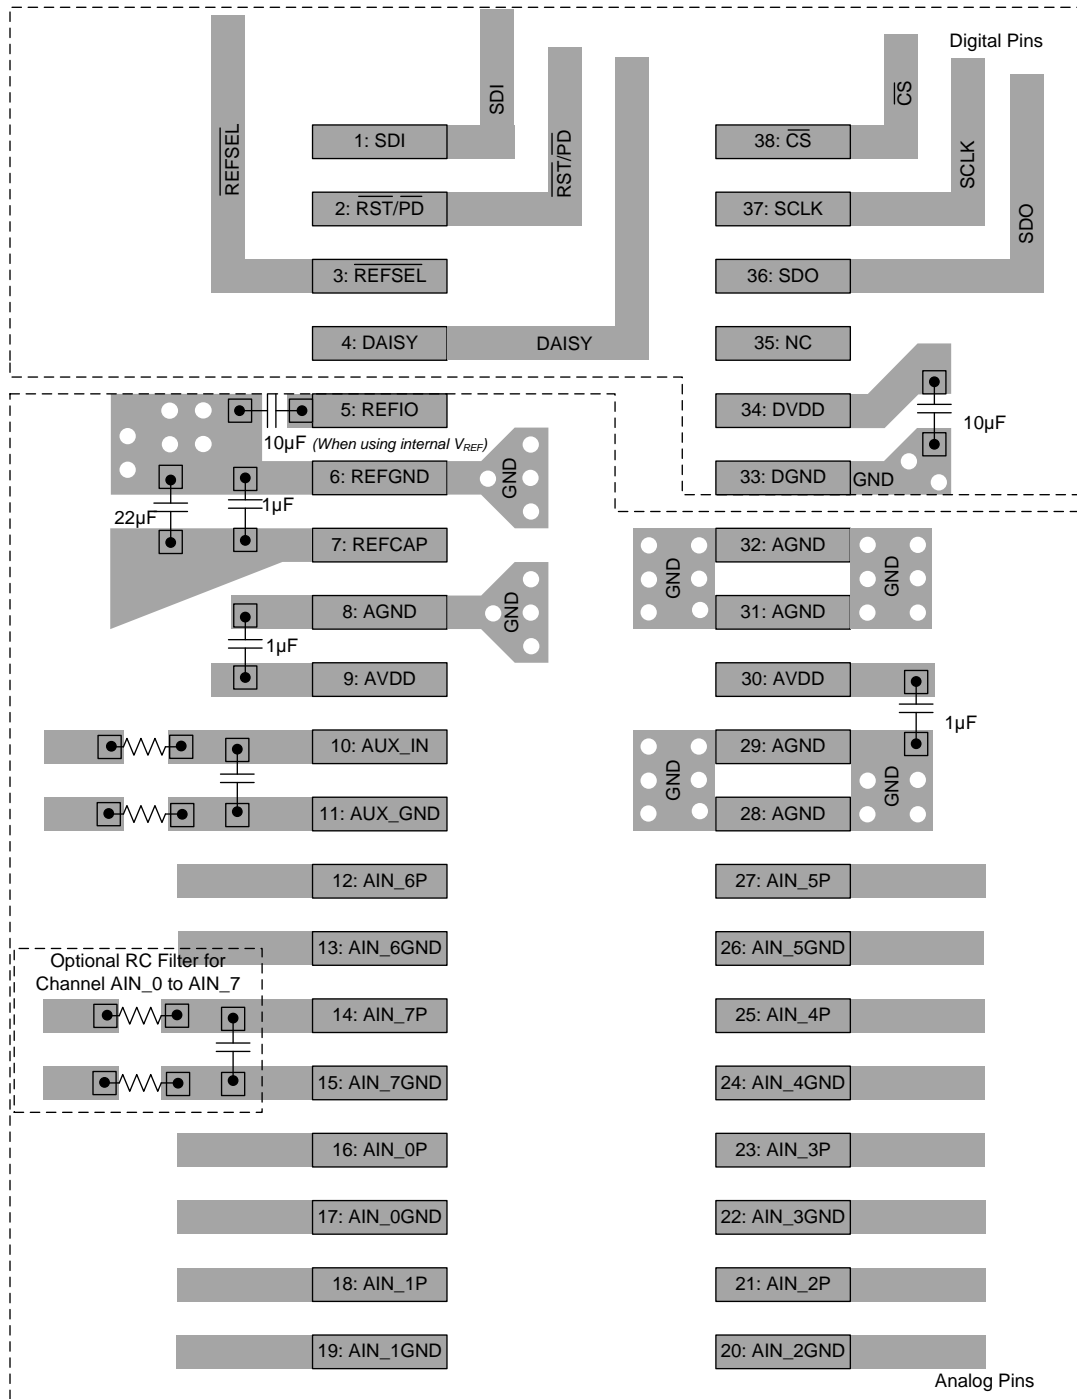 Digital Pins
REFSEL
SDI
RST/PD
CS
SCLK
SDO
1: SDI
38: CS
2: RST/PD
37: SCLK
3: REFSEL
36: SDO
4: DAISY
DAISY
35: NC
5: REFIO
34: DVDD
10µF
10µF (When using internal VREF)
6: REFGND
GND
33: DGND
GND
22µF
1µF
7: REFCAP
32: AGND
GND
GND
8: AGND
GND
31: AGND
1µF
9: AVDD
30: AVDD
1µF
10: AUX_IN
29: AGND
GND
GND
11: AUX_GND
28: AGND
12: AIN_6P
27: AIN_5P
13: AIN_6GND
26: AIN_5GND
Optional RC Filter for
Channel AIN_0 to AIN_7
14: AIN_7P
25: AIN_4P
15: AIN_7GND
24: AIN_4GND
16: AIN_0P
23: AIN_3P
17: AIN_0GND
22: AIN_3GND
18: AIN_1P
21: AIN_2P
19: AIN_1GND
20: AIN_2GND
Analog Pins